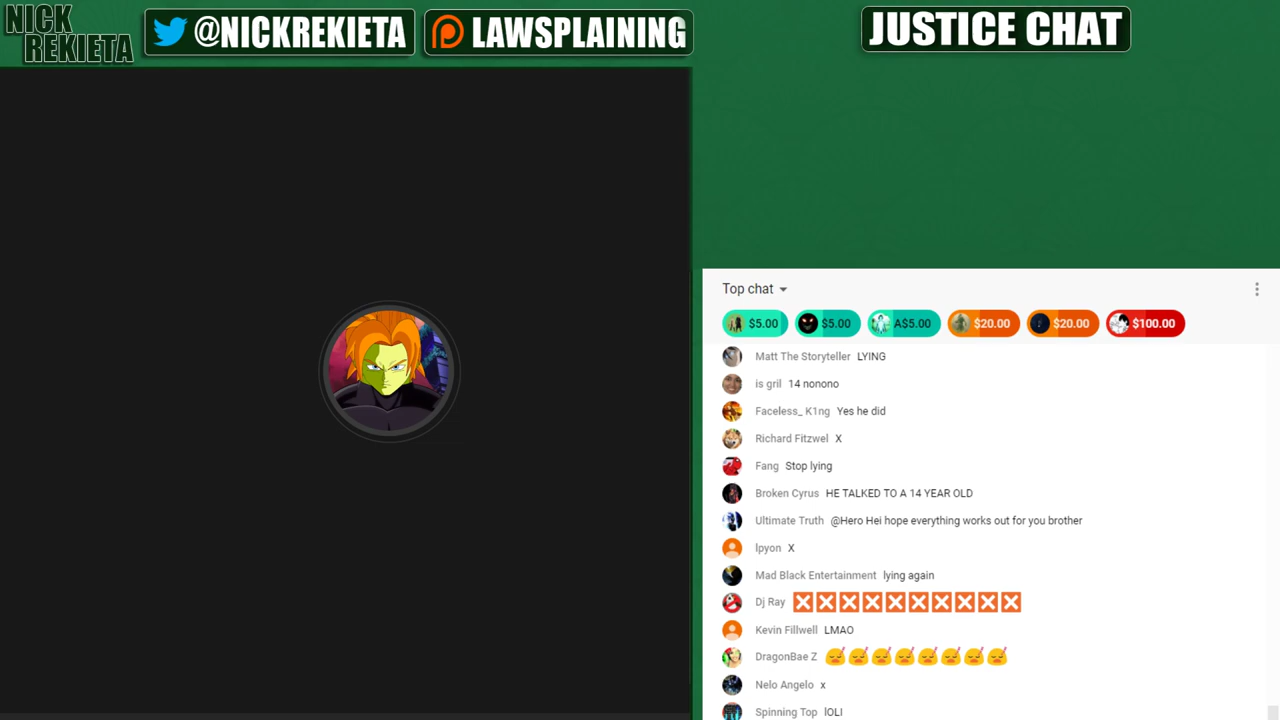 NICK
REKIETA
@NICKREKIETA
LAWSPLAINING
JUSTICE CHAT
Top chat
$5.00 $5.00 A$5.00 $20.00 $20.00 $100.00
Matt The Storyteller LYING
is gril 14 nonono
Faceless_ K1ng Yes he did
Richard Fitzwel X
Fang Stop lying
Broken Cyrus HE TALKED TO A 14 YEAR OLD
Ultimate Truth @Hero Hei hope everything works out for you brother
lpyon X
Mad Black Entertainment lying again
Dj Ray ❎❎❎❎❎❎❎❎❎❎
Kevin Fillwell LMAO
DragonBae Z
Nelo Angelo x
Spinning Top lOLI